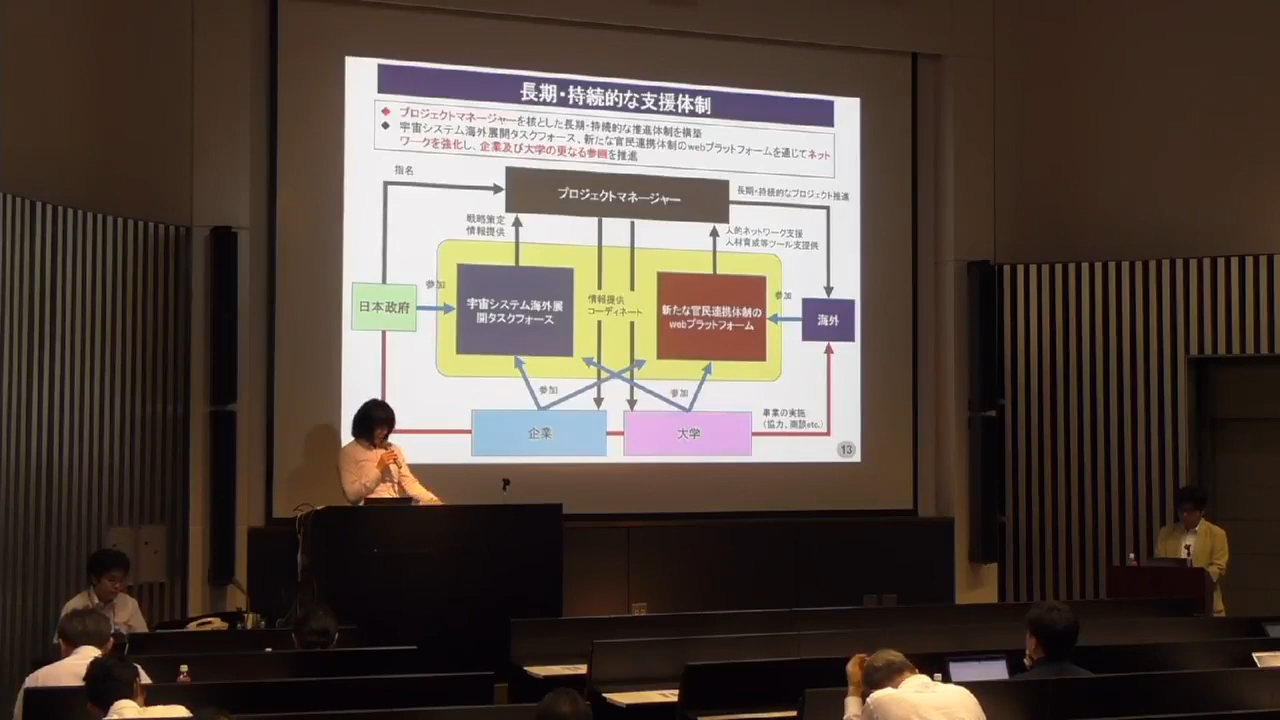 長期・持続的な支援体制
◆ プロジェクトマネージャーを核とした長期・持続的な推進体制を構築
◆ 宇宙システム海外展開タスクフォース、新たな官民連携体制のwebプラットフォームを通じてネット
ワークを強化し、企業及び大学の更なる参画を推進
指名
プロジェクトマネージャー
長期・持続的なプロジェクト推進
戦略策定
情報提供
人的ネットワーク支援
人材育成等ツール支援提供
日本政府
参加
宇宙システム海外展
開タスクフォース
情報提供
コーディネート
新たな官民連携体制の
webプラットフォーム
参加
海外
参加
参加
企業
大学
事業の実施
（協力、商談etc.）
13